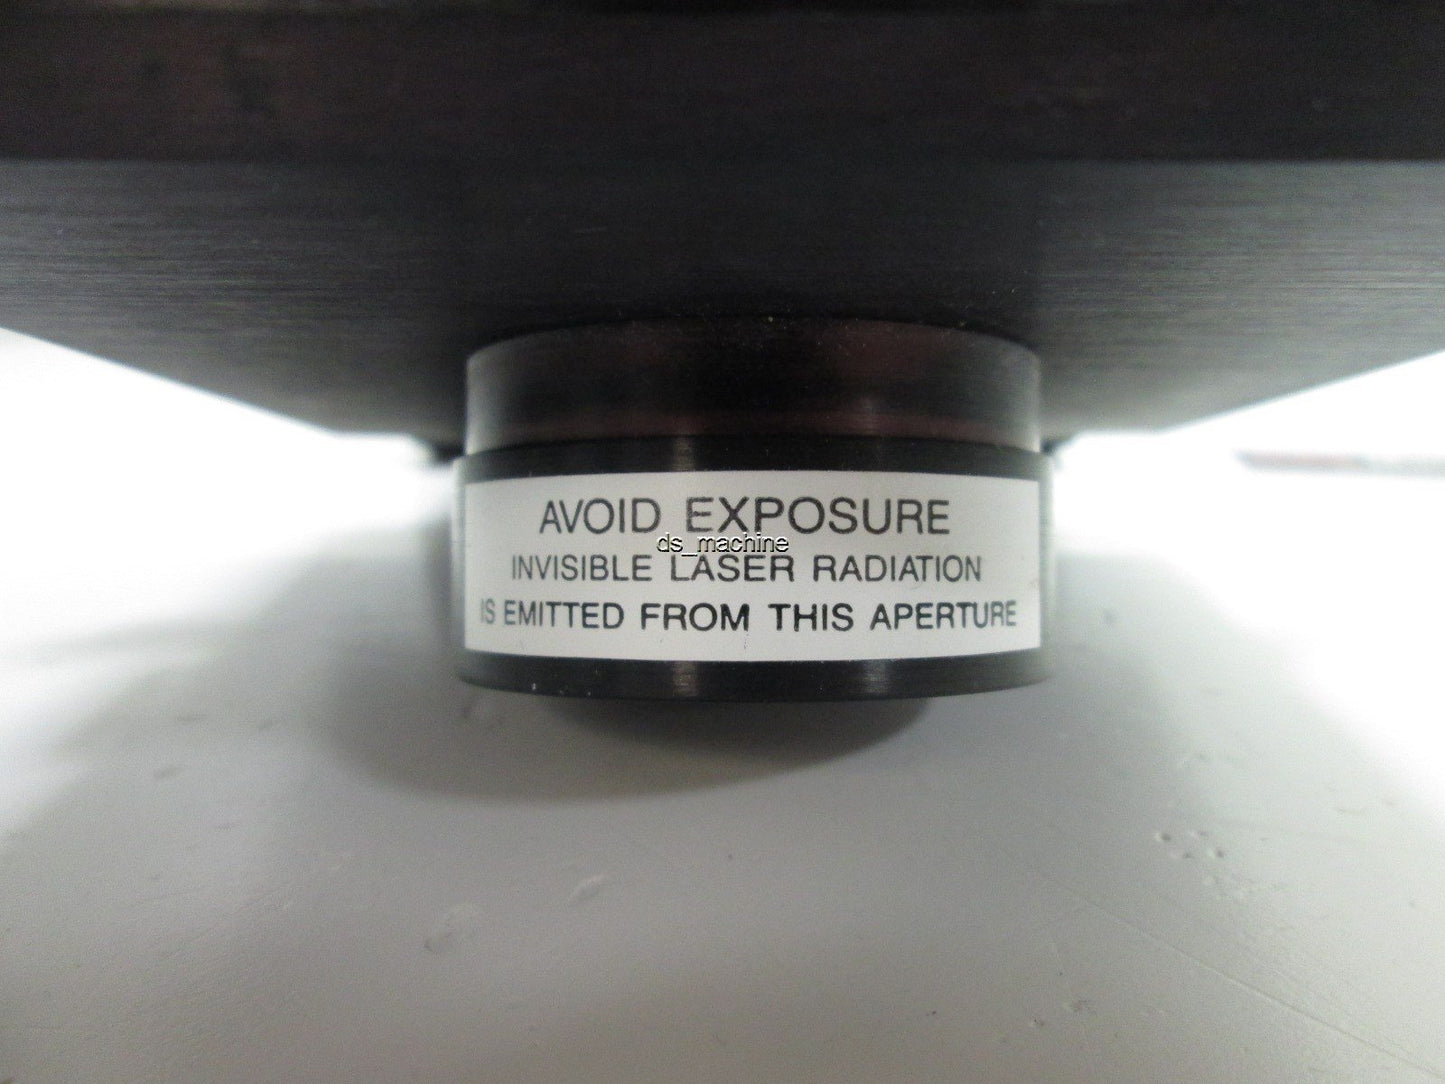 AVOID EXPOSURE
ds_machine
INVISIBLE LASER RADIATION
IS EMITTED FROM THIS APERTURE